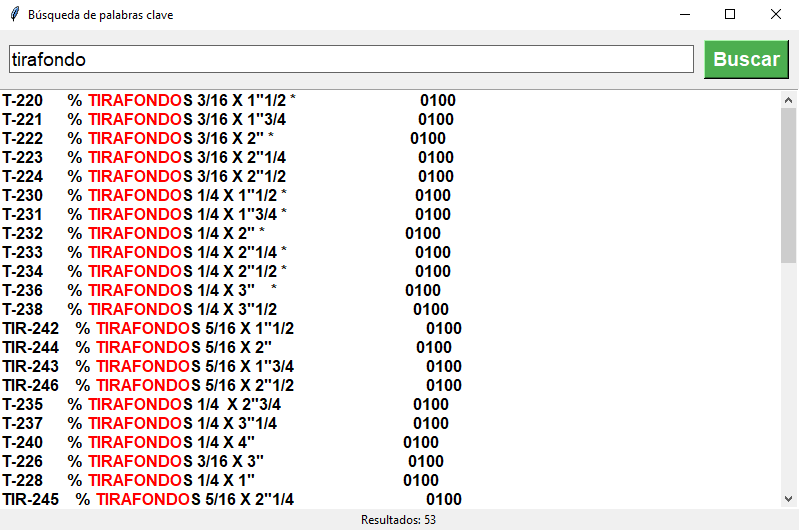 Búsqueda de palabras clave
tirafondo
Buscar
T-220 % TIRAFONDOS 3/16 X 1"1/2 * 0100
T-221 % TIRAFONDOS 3/16 X 1"3/4 0100
T-222 % TIRAFONDOS 3/16 X 2" * 0100
T-223 % TIRAFONDOS 3/16 X 2"1/4 0100
T-224 % TIRAFONDOS 3/16 X 2"1/2 0100
T-230 % TIRAFONDOS 1/4 X 1"1/2 * 0100
T-231 % TIRAFONDOS 1/4 X 1"3/4 * 0100
T-232 % TIRAFONDOS 1/4 X 2" * 0100
T-233 % TIRAFONDOS 1/4 X 2"1/4 * 0100
T-234 % TIRAFONDOS 1/4 X 2"1/2 * 0100
T-236 % TIRAFONDOS 1/4 X 3" * 0100
T-238 % TIRAFONDOS 1/4 X 3"1/2 0100
TIR-242 % TIRAFONDOS 5/16 X 1"1/2 0100
TIR-244 % TIRAFONDOS 5/16 X 2" 0100
TIR-243 % TIRAFONDOS 5/16 X 1"3/4 0100
TIR-246 % TIRAFONDOS 5/16 X 2"1/2 0100
T-235 % TIRAFONDOS 1/4 X 2"3/4 0100
T-237 % TIRAFONDOS 1/4 X 3"1/4 0100
T-240 % TIRAFONDOS 1/4 X 4" 0100
T-226 % TIRAFONDOS 3/16 X 3" 0100
T-228 % TIRAFONDOS 1/4 X 1" 0100
TIR-245 % TIRAFONDOS 5/16 X 2"1/4 0100
Resultados: 53